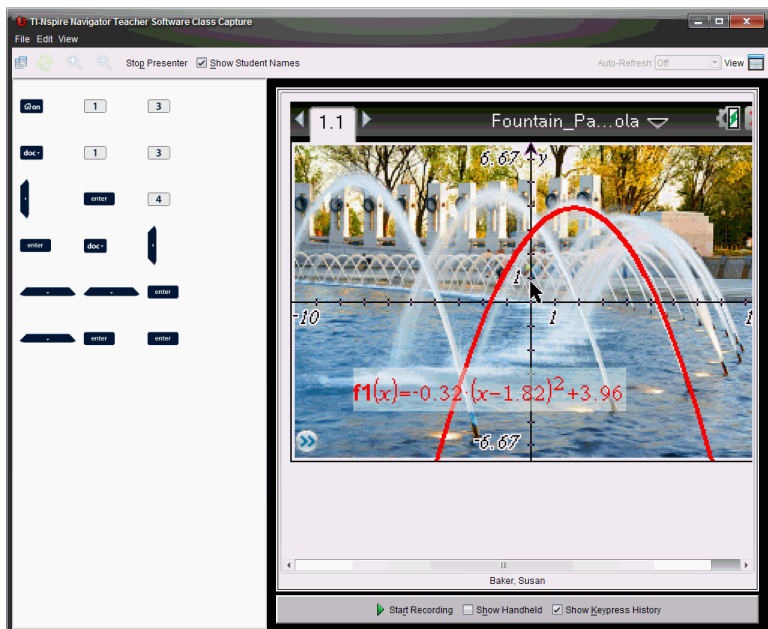 TI-Nspire Navigator Teacher Software Class Capture
File Edit View
Stop Presenter Show Student Names Auto-Refresh: Off View
on 1 3
doc 1 3
enter 4
enter doc
enter
enter enter
1.1 Fountain_Pa...ola
6.67 y
1
-10 1 1
f1(x)=-0.32·(x-1.82)²+3.96
-6.67
Baker, Susan
Start Recording Show Handheld Show Keypress History